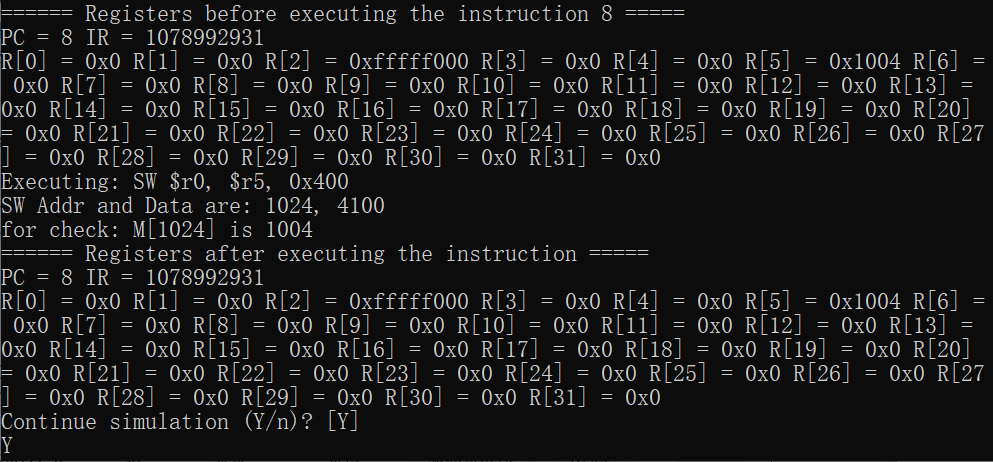 ====== Registers before executing the instruction 8 =====
PC = 8 IR = 1078992931
R[0] = 0x0 R[1] = 0x0 R[2] = 0xfffff000 R[3] = 0x0 R[4] = 0x0 R[5] = 0x1004 R[6] =
 0x0 R[7] = 0x0 R[8] = 0x0 R[9] = 0x0 R[10] = 0x0 R[11] = 0x0 R[12] = 0x0 R[13] =
0x0 R[14] = 0x0 R[15] = 0x0 R[16] = 0x0 R[17] = 0x0 R[18] = 0x0 R[19] = 0x0 R[20]
= 0x0 R[21] = 0x0 R[22] = 0x0 R[23] = 0x0 R[24] = 0x0 R[25] = 0x0 R[26] = 0x0 R[27
] = 0x0 R[28] = 0x0 R[29] = 0x0 R[30] = 0x0 R[31] = 0x0
Executing: SW $r0, $r5, 0x400
SW Addr and Data are: 1024, 4100
for check: M[1024] is 1004
====== Registers after executing the instruction =====
PC = 8 IR = 1078992931
R[0] = 0x0 R[1] = 0x0 R[2] = 0xfffff000 R[3] = 0x0 R[4] = 0x0 R[5] = 0x1004 R[6] =
 0x0 R[7] = 0x0 R[8] = 0x0 R[9] = 0x0 R[10] = 0x0 R[11] = 0x0 R[12] = 0x0 R[13] =
0x0 R[14] = 0x0 R[15] = 0x0 R[16] = 0x0 R[17] = 0x0 R[18] = 0x0 R[19] = 0x0 R[20]
= 0x0 R[21] = 0x0 R[22] = 0x0 R[23] = 0x0 R[24] = 0x0 R[25] = 0x0 R[26] = 0x0 R[27
] = 0x0 R[28] = 0x0 R[29] = 0x0 R[30] = 0x0 R[31] = 0x0
Continue simulation (Y/n)? [Y]
Y